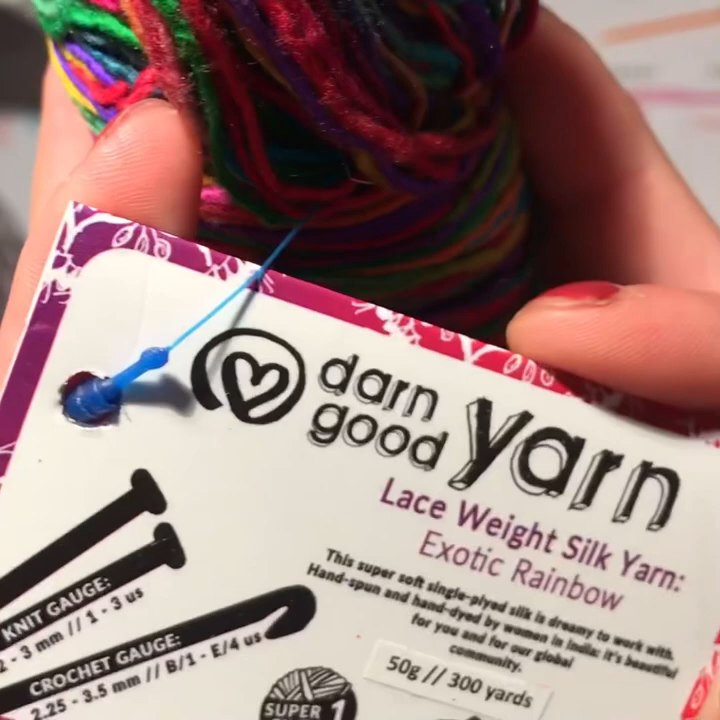 darn
good
yarn
Lace Weight Silk Yarn:
Exotic Rainbow
This super soft single-plyed silk is dreamy to work with.
Hand-spun and hand-dyed by women in India: it's beautiful
for you and for our global
community.
50g // 300 yards
KNIT GAUGE:
2 - 3 mm // 1 - 3 us
CROCHET GAUGE:
2.25 - 3.5 mm // B/1 - E/4 us
SUPER 1